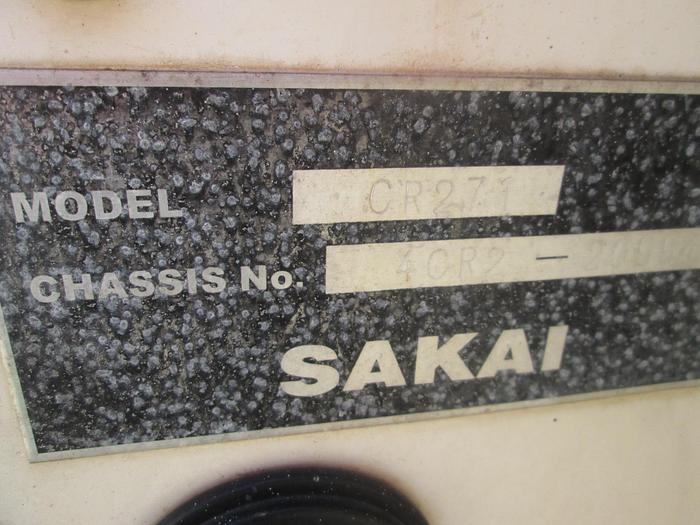 MODEL CR271
CHASSIS No. 4CR2 —
SAKAI